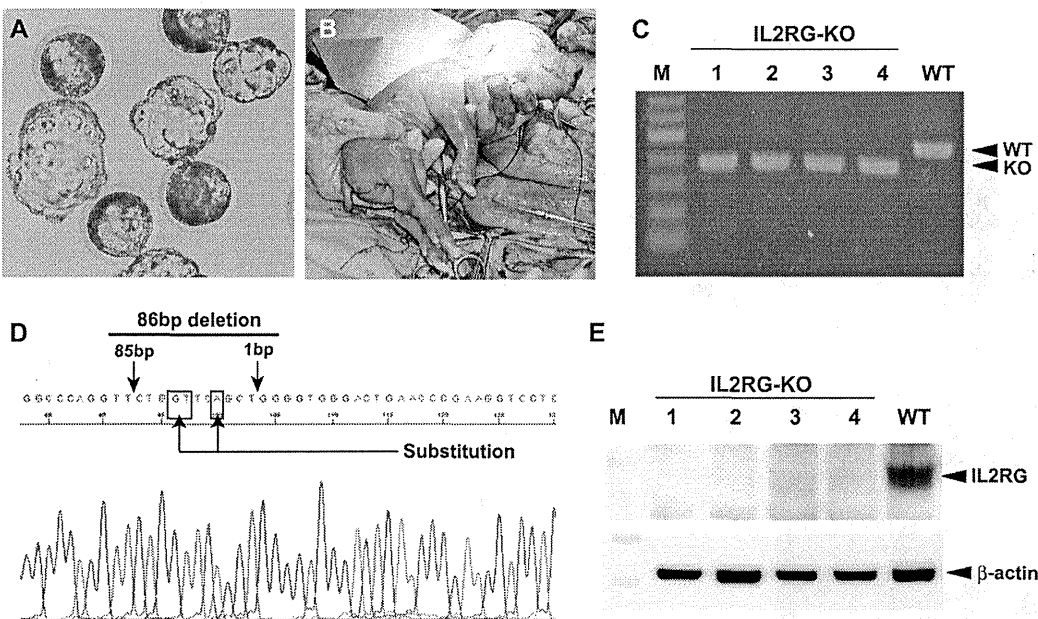 A
B
C
IL2RG-KO
M 1 2 3 4 WT
WT
KO
D
86bp deletion
85bp 1bp
Substitution
E
IL2RG-KO
M 1 2 3 4 WT
IL2RG
β-actin